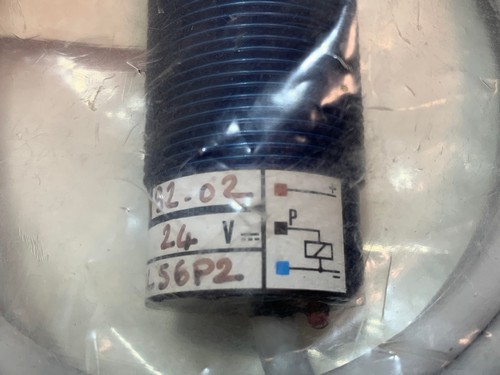 S2-02
24 V
LS6P2
P
+
-